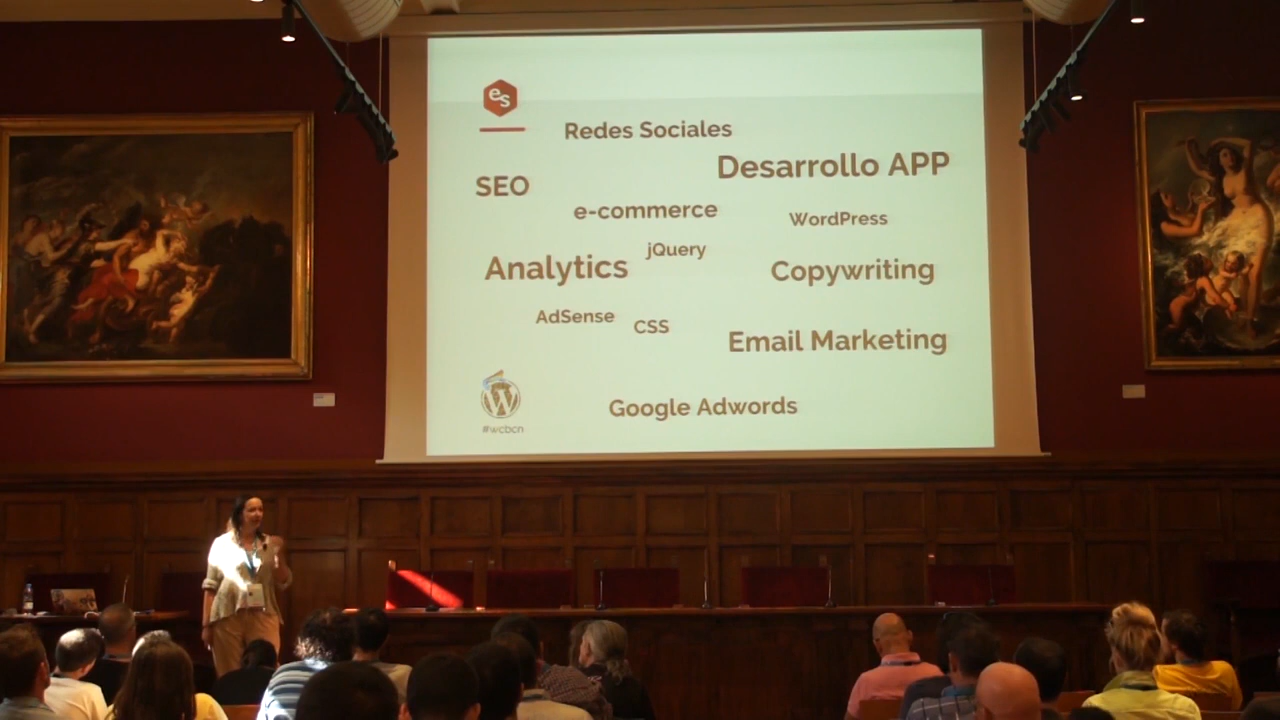 es
Redes Sociales
Desarrollo APP
SEO
e-commerce
WordPress
jQuery
Analytics
Copywriting
AdSense
CSS
Email Marketing
W
#wcbcn
Google Adwords